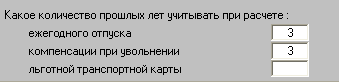 Какое количество прошлых лет учитывать при расчете :
ежегодного отпуска 3
компенсации при увольнении 3
льготной транспортной карты